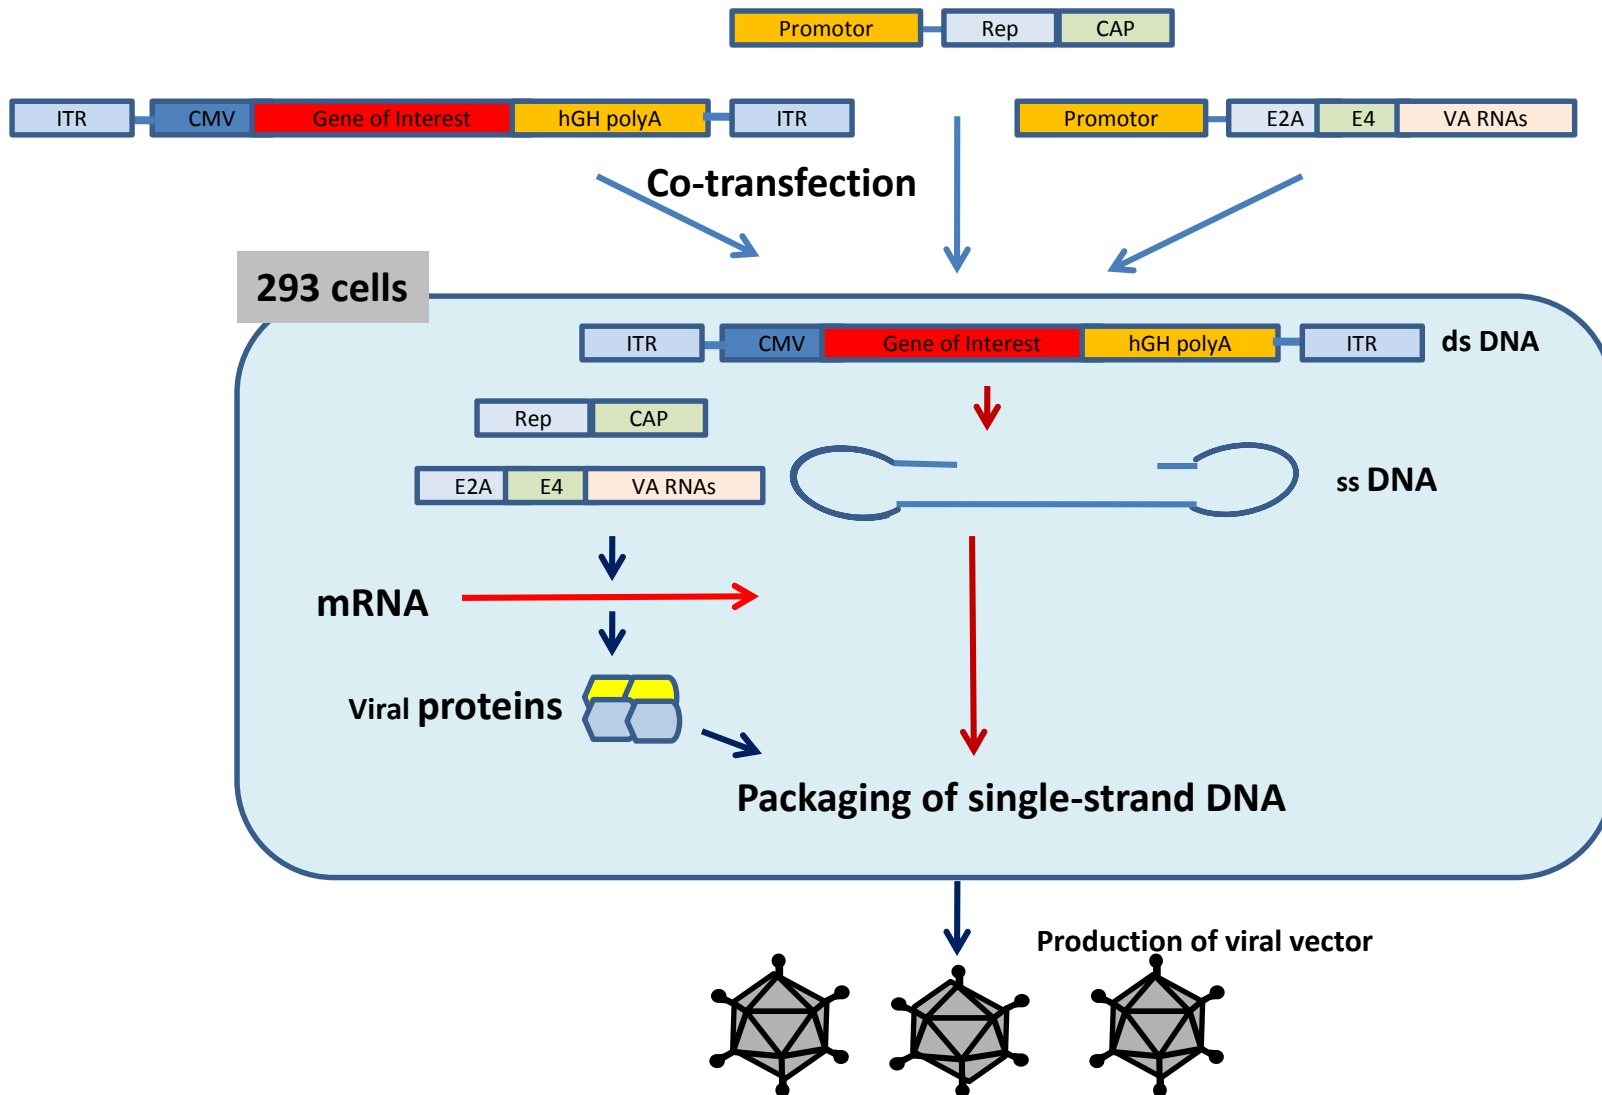 Promotor Rep CAP
ITR CMV Gene of Interest hGH polyA ITR
Promotor E2A E4 VA RNAs
Co-transfection
293 cells
ITR CMV Gene of Interest hGH polyA ITR ds DNA
Rep CAP
E2A E4 VA RNAs
ss DNA
mRNA
Viral proteins
Packaging of single-strand DNA
Production of viral vector